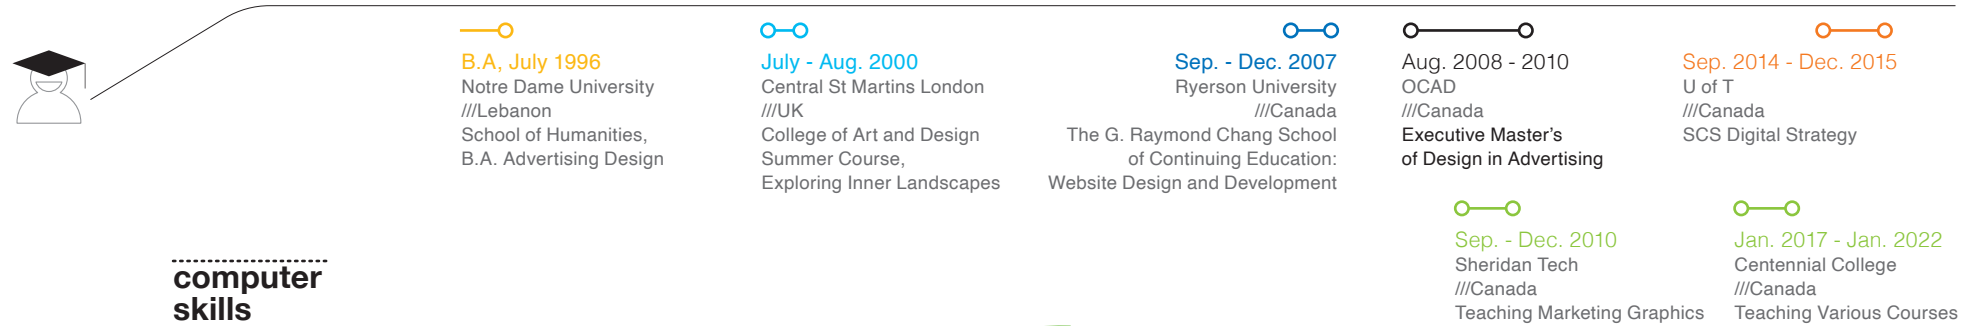 B.A, July 1996
Notre Dame University
///Lebanon
School of Humanities,
B.A. Advertising Design
July - Aug. 2000
Central St Martins London
///UK
College of Art and Design
Summer Course,
Exploring Inner Landscapes
Sep. - Dec. 2007
Ryerson University
///Canada
The G. Raymond Chang School
of Continuing Education:
Website Design and Development
Aug. 2008 - 2010
OCAD
///Canada
Executive Master's
of Design in Advertising
Sep. 2014 - Dec. 2015
U of T
///Canada
SCS Digital Strategy
Sep. - Dec. 2010
Sheridan Tech
///Canada
Teaching Marketing Graphics
Jan. 2017 - Jan. 2022
Centennial College
///Canada
Teaching Various Courses
computer
skills